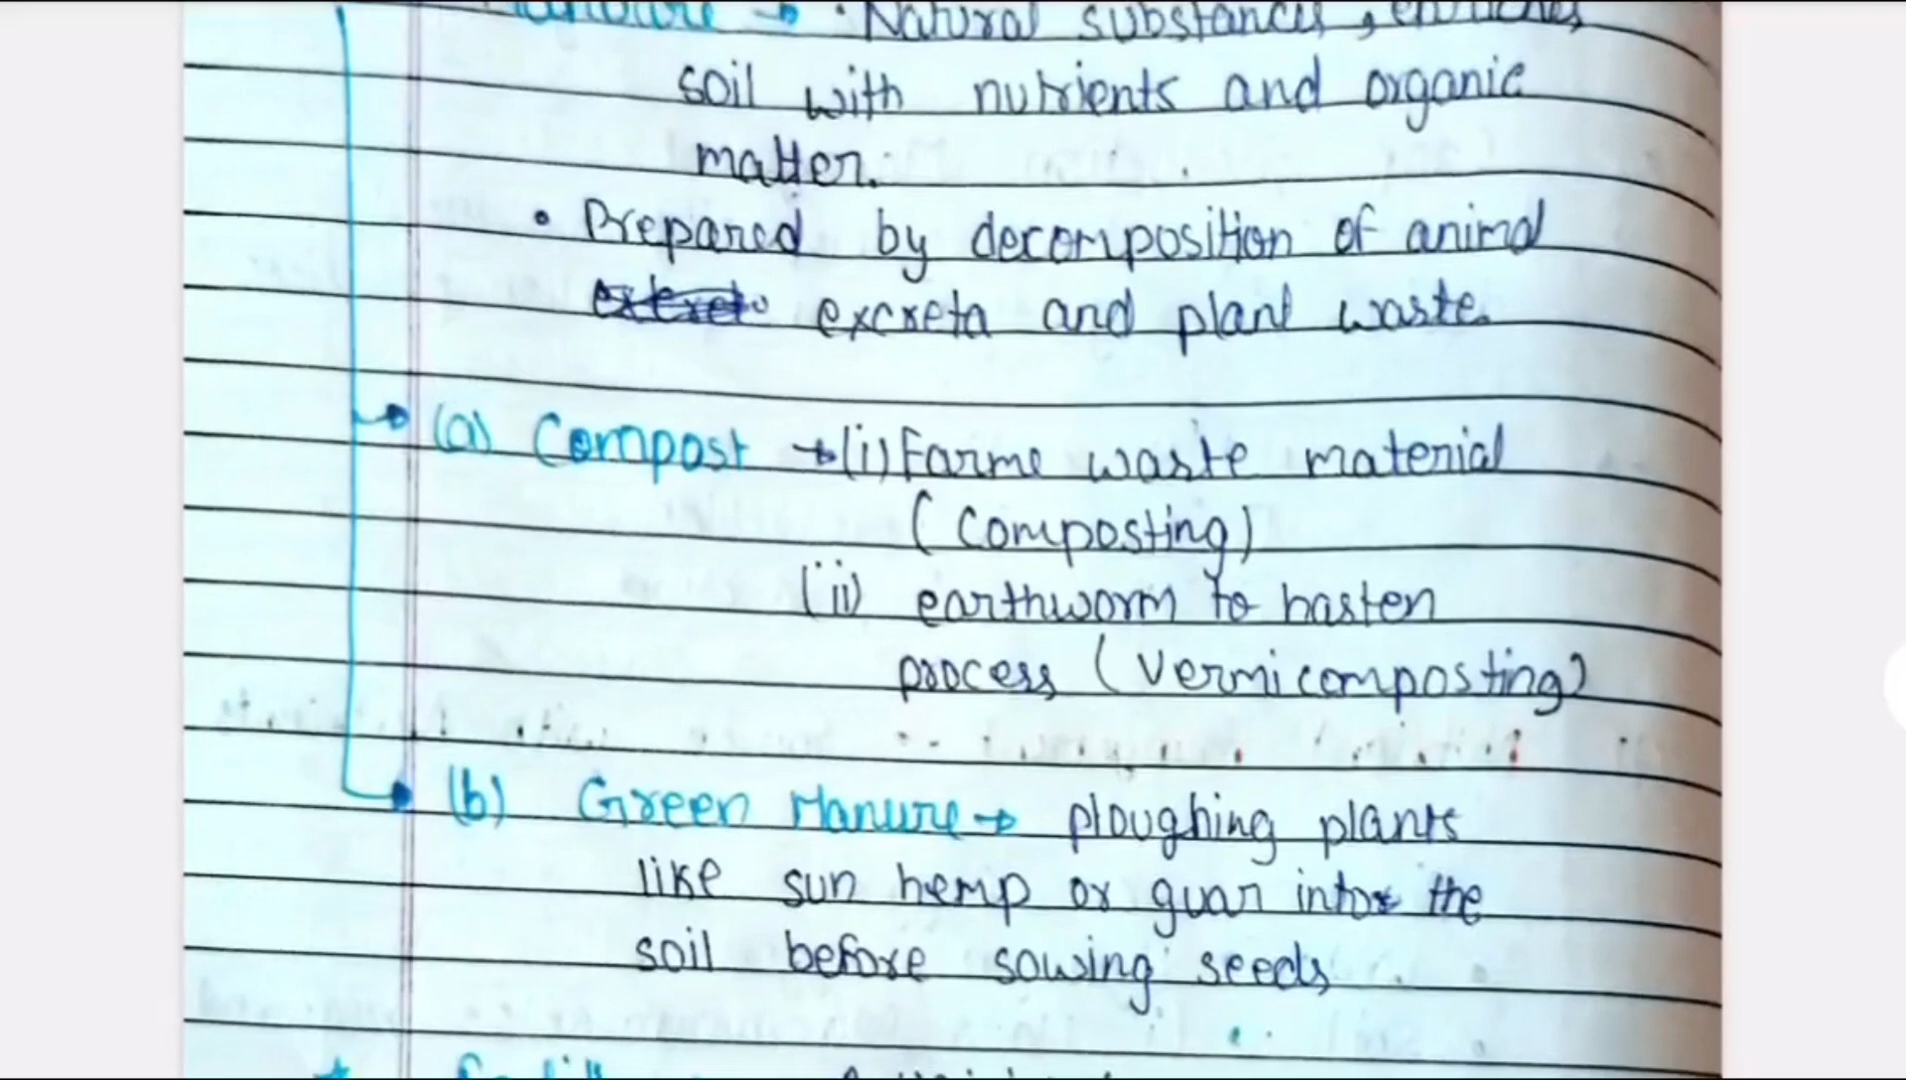 Manure → • Natural substances, enriches
soil with nutrients and organic
matter.
• Prepared by decomposition of animal
excreta and plant waste.
→ (a) Compost → (i) Farme waste material
(Composting)
(ii) earthworm to hasten
process (Vermicomposting)
→ (b) Green Manure → ploughing plants
like sun hemp or guar into the
soil before sowing seeds